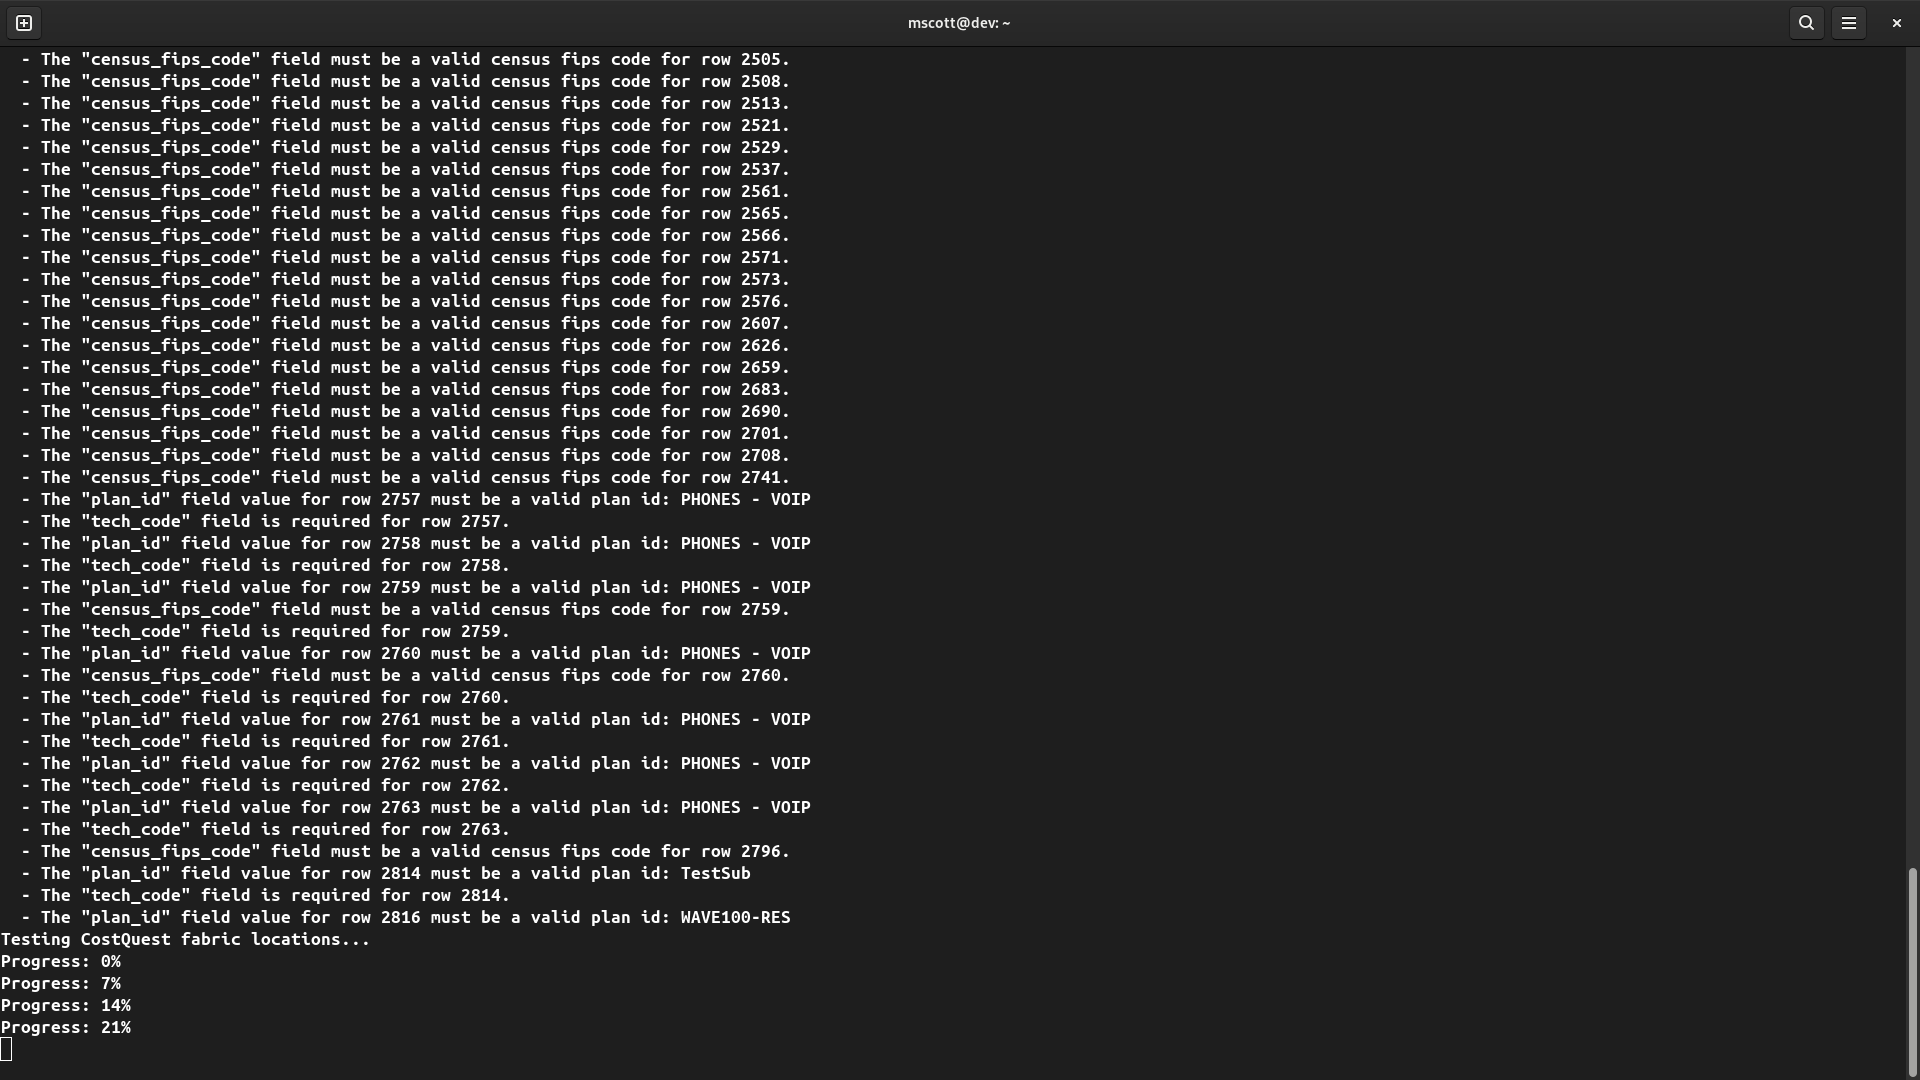 mscott@dev: ~
- The "census_fips_code" field must be a valid census fips code for row 2505.
- The "census_fips_code" field must be a valid census fips code for row 2508.
- The "census_fips_code" field must be a valid census fips code for row 2513.
- The "census_fips_code" field must be a valid census fips code for row 2521.
- The "census_fips_code" field must be a valid census fips code for row 2529.
- The "census_fips_code" field must be a valid census fips code for row 2537.
- The "census_fips_code" field must be a valid census fips code for row 2561.
- The "census_fips_code" field must be a valid census fips code for row 2565.
- The "census_fips_code" field must be a valid census fips code for row 2566.
- The "census_fips_code" field must be a valid census fips code for row 2571.
- The "census_fips_code" field must be a valid census fips code for row 2573.
- The "census_fips_code" field must be a valid census fips code for row 2576.
- The "census_fips_code" field must be a valid census fips code for row 2607.
- The "census_fips_code" field must be a valid census fips code for row 2626.
- The "census_fips_code" field must be a valid census fips code for row 2659.
- The "census_fips_code" field must be a valid census fips code for row 2683.
- The "census_fips_code" field must be a valid census fips code for row 2690.
- The "census_fips_code" field must be a valid census fips code for row 2701.
- The "census_fips_code" field must be a valid census fips code for row 2708.
- The "census_fips_code" field must be a valid census fips code for row 2741.
- The "plan_id" field value for row 2757 must be a valid plan id: PHONES - VOIP
- The "tech_code" field is required for row 2757.
- The "plan_id" field value for row 2758 must be a valid plan id: PHONES - VOIP
- The "tech_code" field is required for row 2758.
- The "plan_id" field value for row 2759 must be a valid plan id: PHONES - VOIP
- The "census_fips_code" field must be a valid census fips code for row 2759.
- The "tech_code" field is required for row 2759.
- The "plan_id" field value for row 2760 must be a valid plan id: PHONES - VOIP
- The "census_fips_code" field must be a valid census fips code for row 2760.
- The "tech_code" field is required for row 2760.
- The "plan_id" field value for row 2761 must be a valid plan id: PHONES - VOIP
- The "tech_code" field is required for row 2761.
- The "plan_id" field value for row 2762 must be a valid plan id: PHONES - VOIP
- The "tech_code" field is required for row 2762.
- The "plan_id" field value for row 2763 must be a valid plan id: PHONES - VOIP
- The "tech_code" field is required for row 2763.
- The "census_fips_code" field must be a valid census fips code for row 2796.
- The "plan_id" field value for row 2814 must be a valid plan id: TestSub
- The "tech_code" field is required for row 2814.
- The "plan_id" field value for row 2816 must be a valid plan id: WAVE100-RES
Testing CostQuest fabric locations...
Progress: 0%
Progress: 7%
Progress: 14%
Progress: 21%